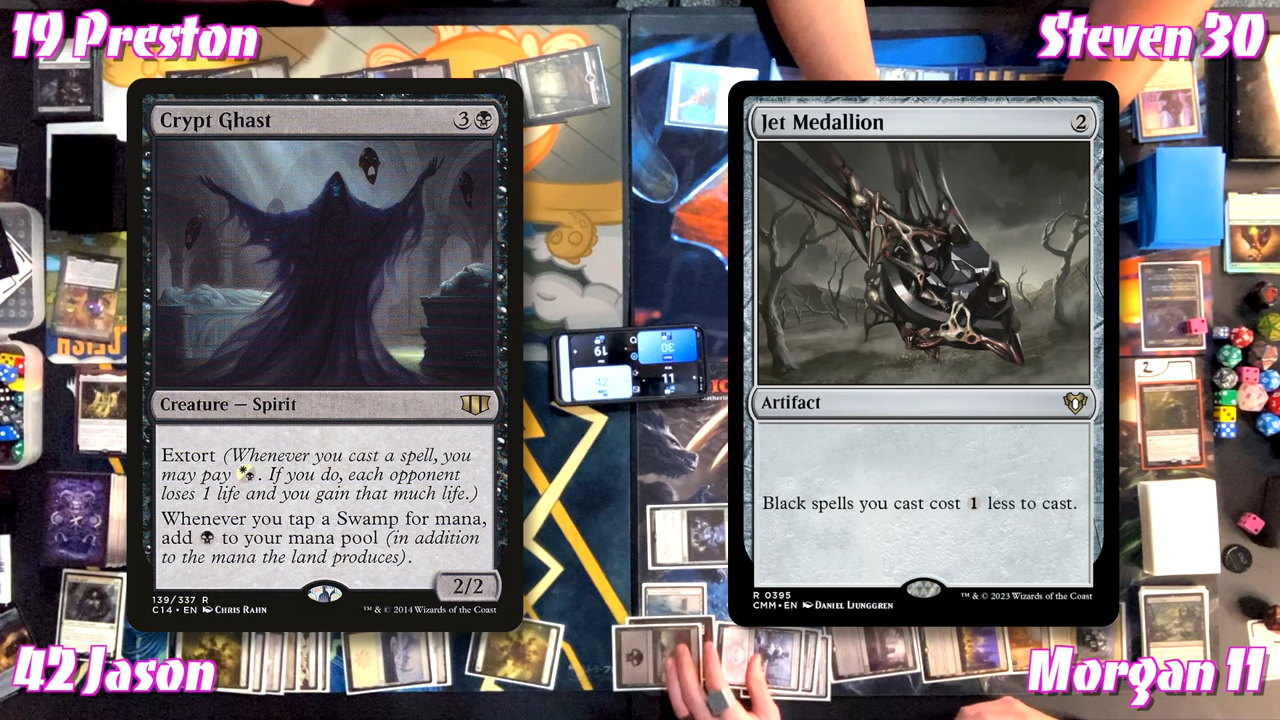 19 Preston
Steven 30
Crypt Ghast 3
Creature — Spirit
Extort (Whenever you cast a spell, you
may pay . If you do, each opponent
loses 1 life and you gain that much life.)
Whenever you tap a Swamp for mana,
add to your mana pool (in addition
to the mana the land produces).
2/2
139/337 R
C14 • EN Chris Rahn
™ & © 2014 Wizards of the Coast
Jet Medallion 2
Artifact
Black spells you cast cost 1 less to cast.
R 0395
CMM • EN Daniel Ljunggren
™ & © 2023 Wizards of the Coast
19
30
42
11
2
42 Jason
Morgan 11